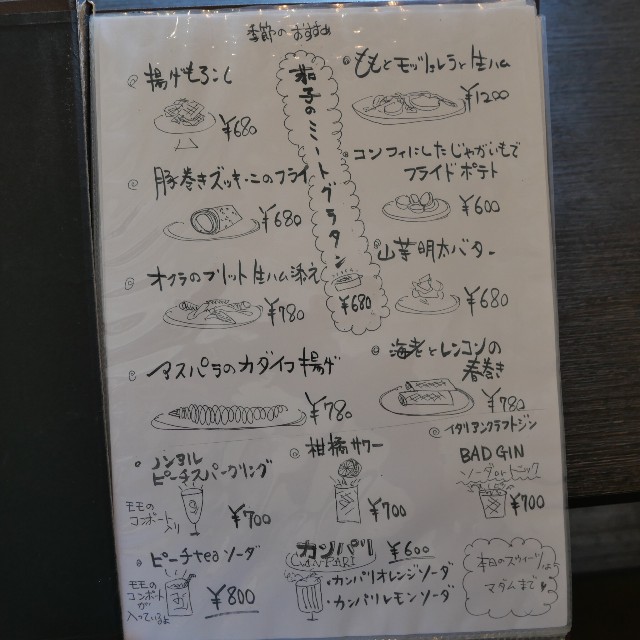 季節のおすすめ
揚げもろこし
¥680
豚巻きズッキーニのフライ
¥680
オクラのフリット生ハム添え
¥780
アスパラのカダイフ揚げ
¥780
茄子のミートグラタン
¥680
ももとモッツァレラと生ハム
¥1200
コンフィにしたじゃがいもで
フライドポテト
¥600
山芋明太バター
¥680
海老とレンコンの
春巻き
¥780
ノンアル
ピーチスパークリング
モモの
コンポート
入り
¥700
柑橘サワー
¥700
イタリアンクラフトジン
BAD GIN
ソーダorトニック
¥700
ピーチteaソーダ
モモの
コンポートが
入っているよ
¥800
カンパリ ¥600
CAMPARI
・カンパリオレンジソーダ
・カンパリレモンソーダ
本日のスウィーツは
マダムまで